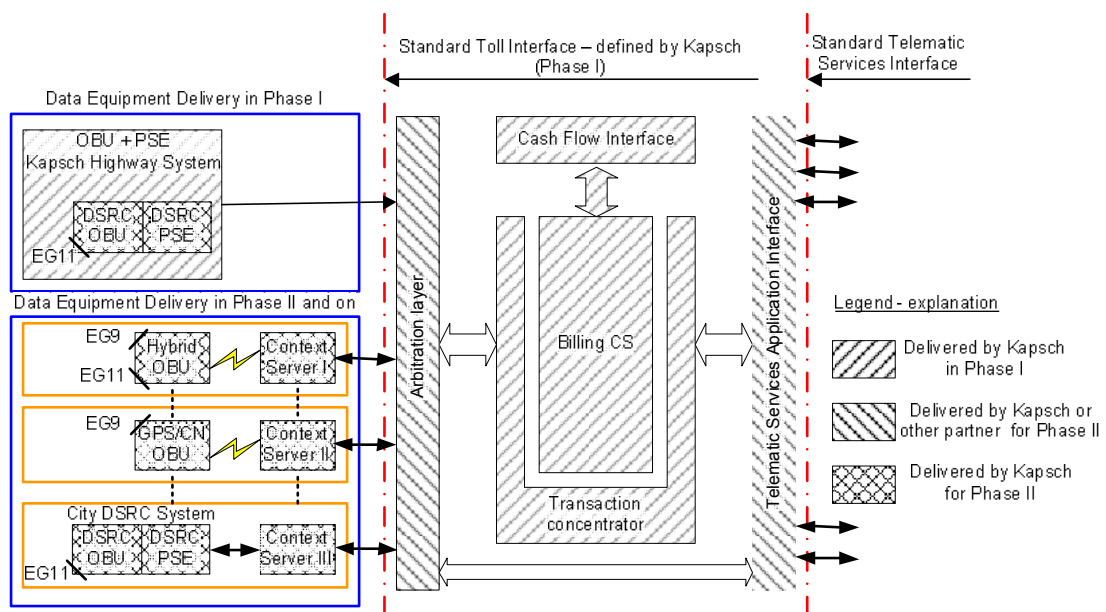 Standard Toll Interface – defined by Kapsch
(Phase I)
Standard Telematic
Services Interface
Data Equipment Delivery in Phase I
OBU + PSE
Kapsch Highway System
DSRC
OBU
DSRC
PSE
EG11
Data Equipment Delivery in Phase II and on
EG9
Hybrid
OBU
EG11
Context
Server I
EG9
GPS/CN
OBU
Context
Server II
City DSRC System
DSRC
OBU
DSRC
PSE
EG11
Context
Server III
Arbitration layer
Cash Flow Interface
Billing CS
Transaction
concentrator
Telematic Services Application Interface
Legend - explanation
Delivered by Kapsch
in Phase I
Delivered by Kapsch or
other partner for Phase II
Delivered by Kapsch
for Phase II